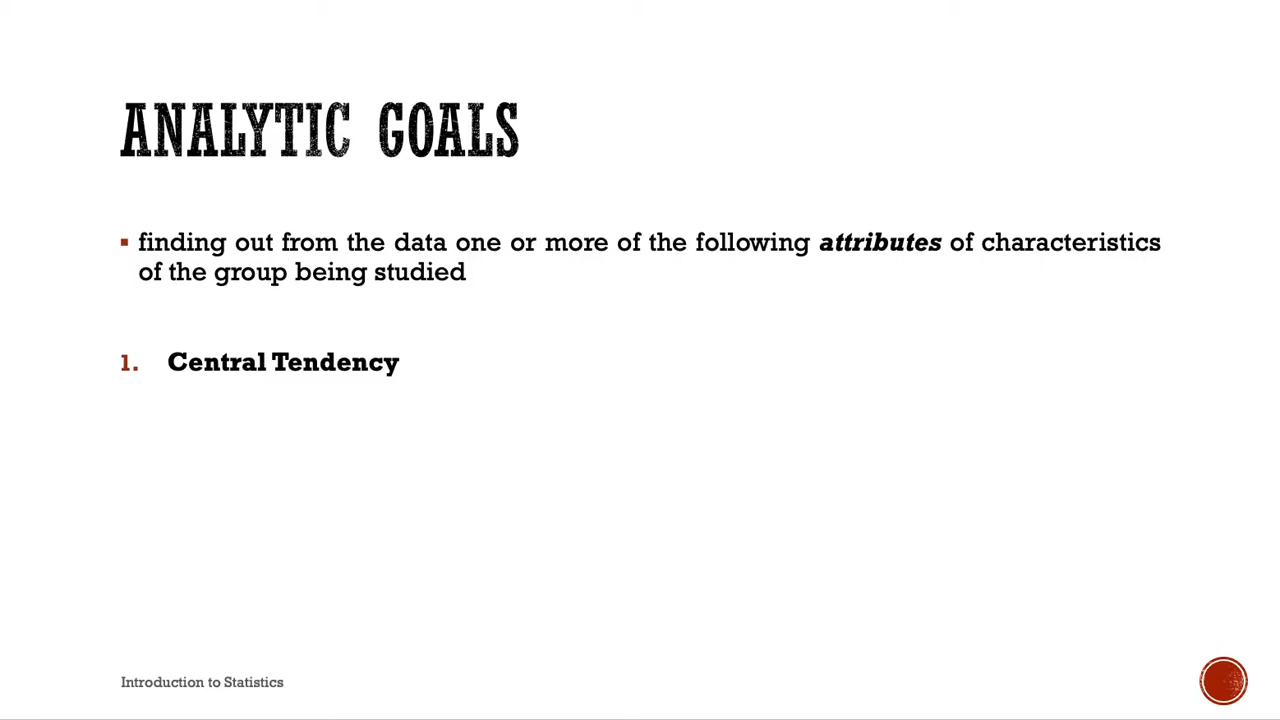 ANALYTIC GOALS
▪ finding out from the data one or more of the following attributes of characteristics
of the group being studied
1. Central Tendency
Introduction to Statistics